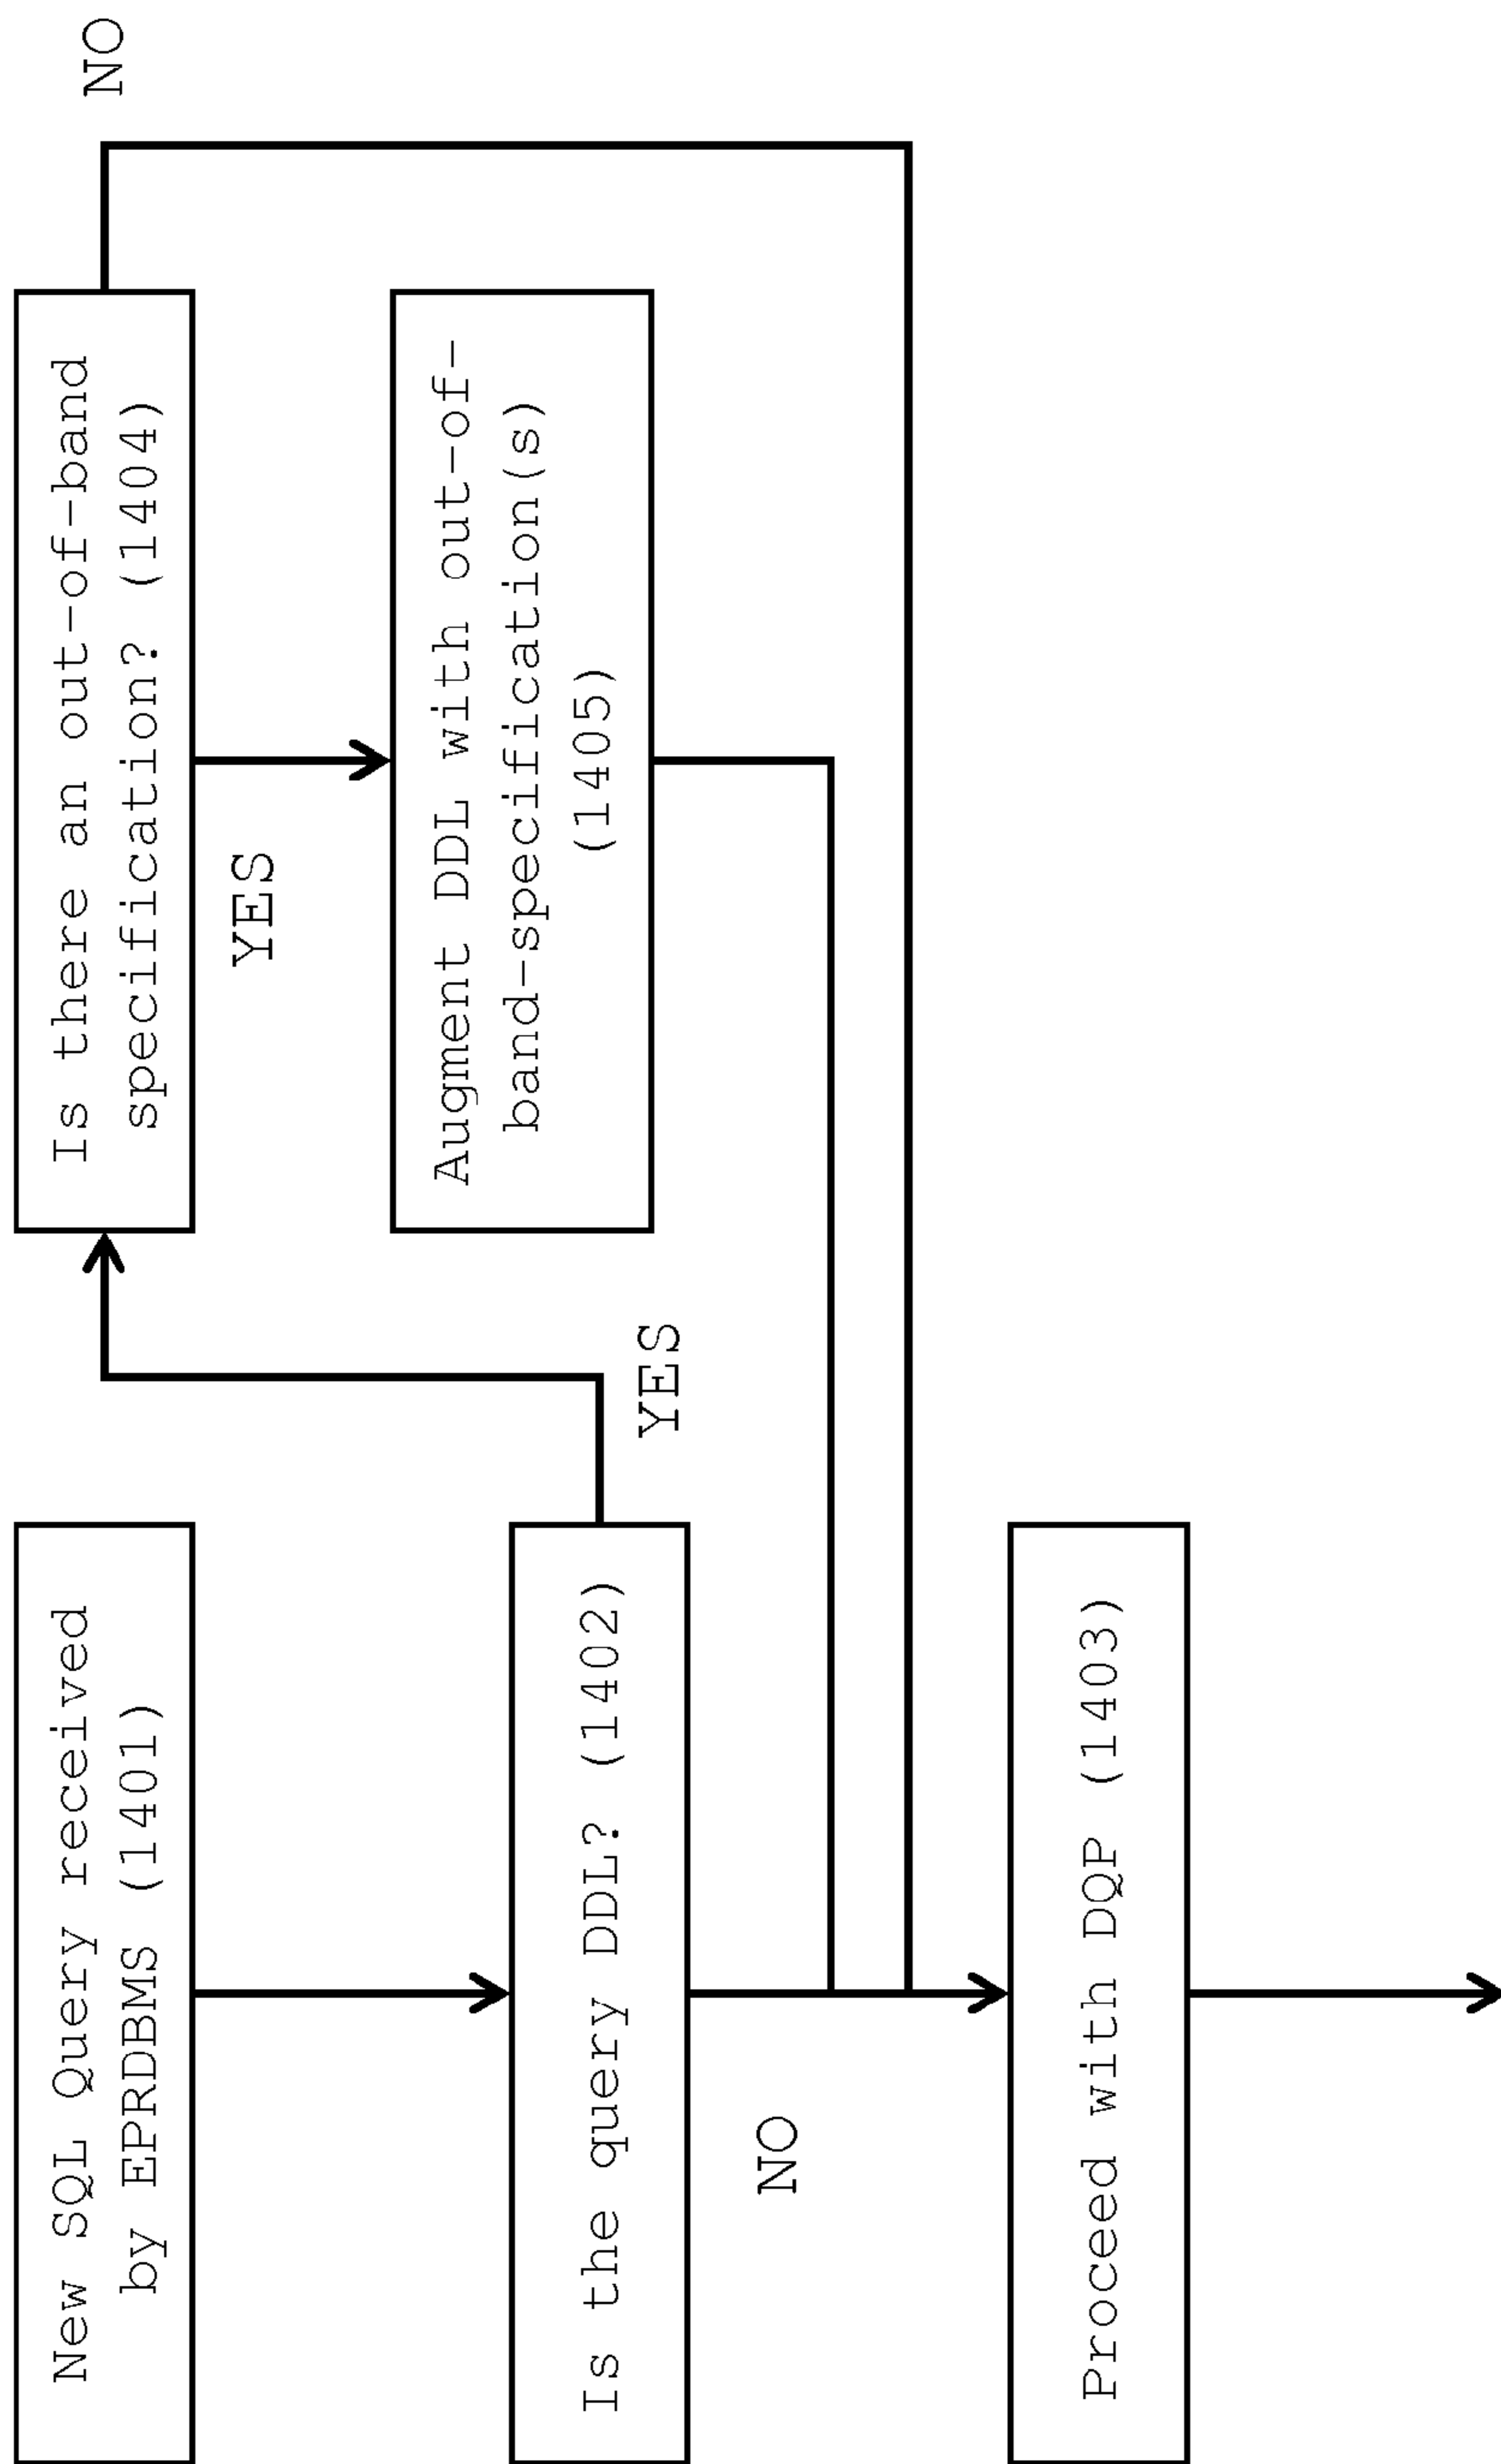 New SQL Query received
by EPRDBMS (1401)
Is the query DDL? (1402)
YES
NO
Proceed with DQP (1403)
Is there an out-of-band
specification? (1404)
NO
YES
Augment DDL with out-of-
band-specification(s)
(1405)